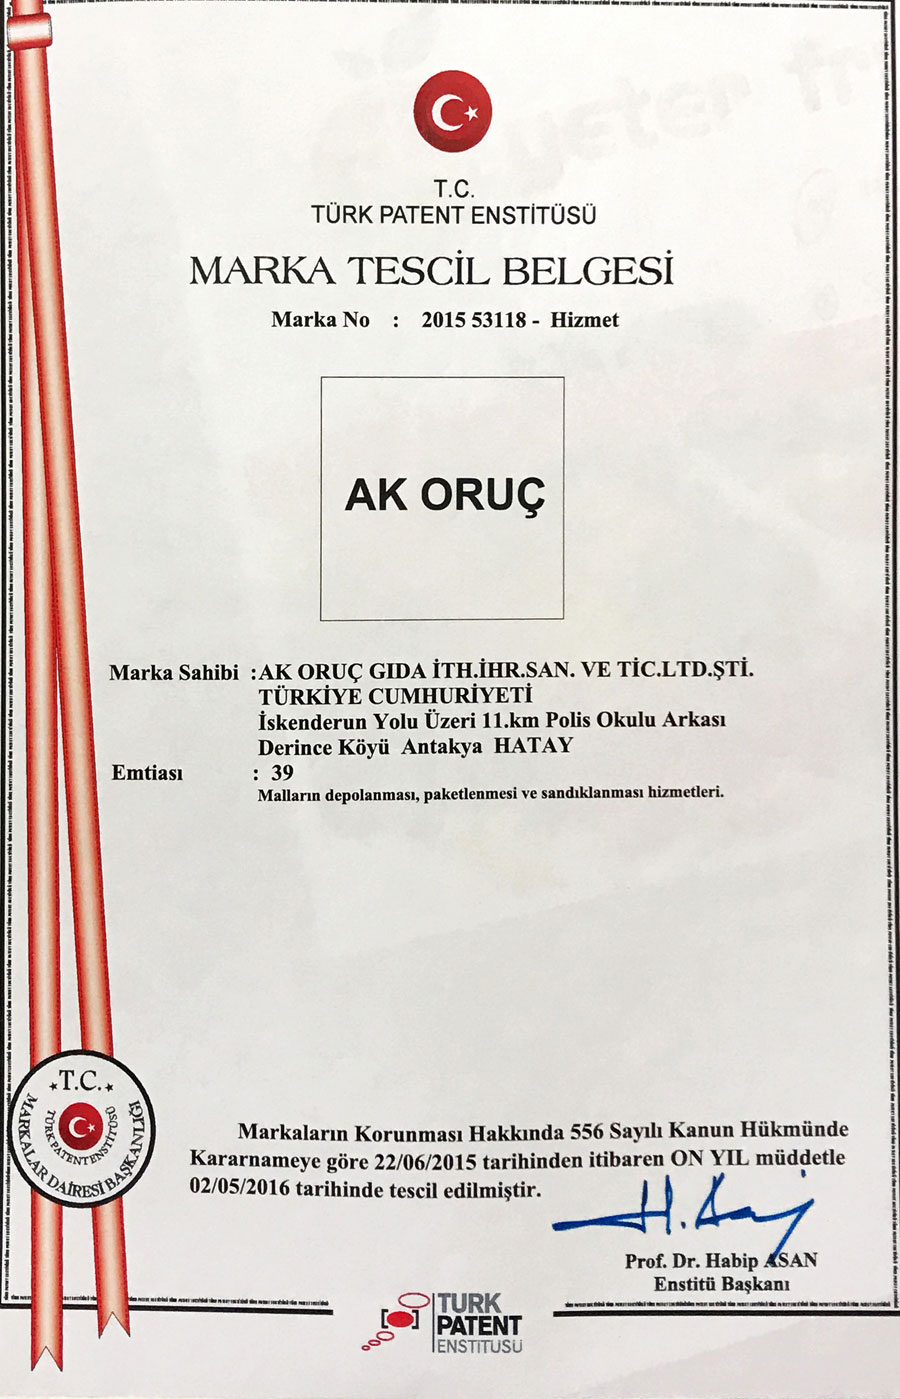 T.C.
TÜRK PATENT ENSTİTÜSÜ
MARKA TESCİL BELGESİ
Marka No : 2015 53118 - Hizmet
AK ORUÇ
Marka Sahibi :AK ORUÇ GIDA İTH.İHR.SAN. VE TİC.LTD.ŞTİ.
TÜRKİYE CUMHURİYETİ
İskenderun Yolu Üzeri 11.km Polis Okulu Arkası
Derince Köyü Antakya HATAY
Emtiası : 39
Malların depolanması, paketlenmesi ve sandıklanması hizmetleri.
T.C.
TÜRK PATENT ENSTİTÜSÜ
MARKALAR DAİRESİ BAŞKANLIĞI
Markaların Korunması Hakkında 556 Sayılı Kanun Hükmünde
Kararnameye göre 22/06/2015 tarihinden itibaren ON YIL müddetle
02/05/2016 tarihinde tescil edilmiştir.
Prof. Dr. Habip ASAN
Enstitü Başkanı
TURK
PATENT
ENSTİTÜSÜ